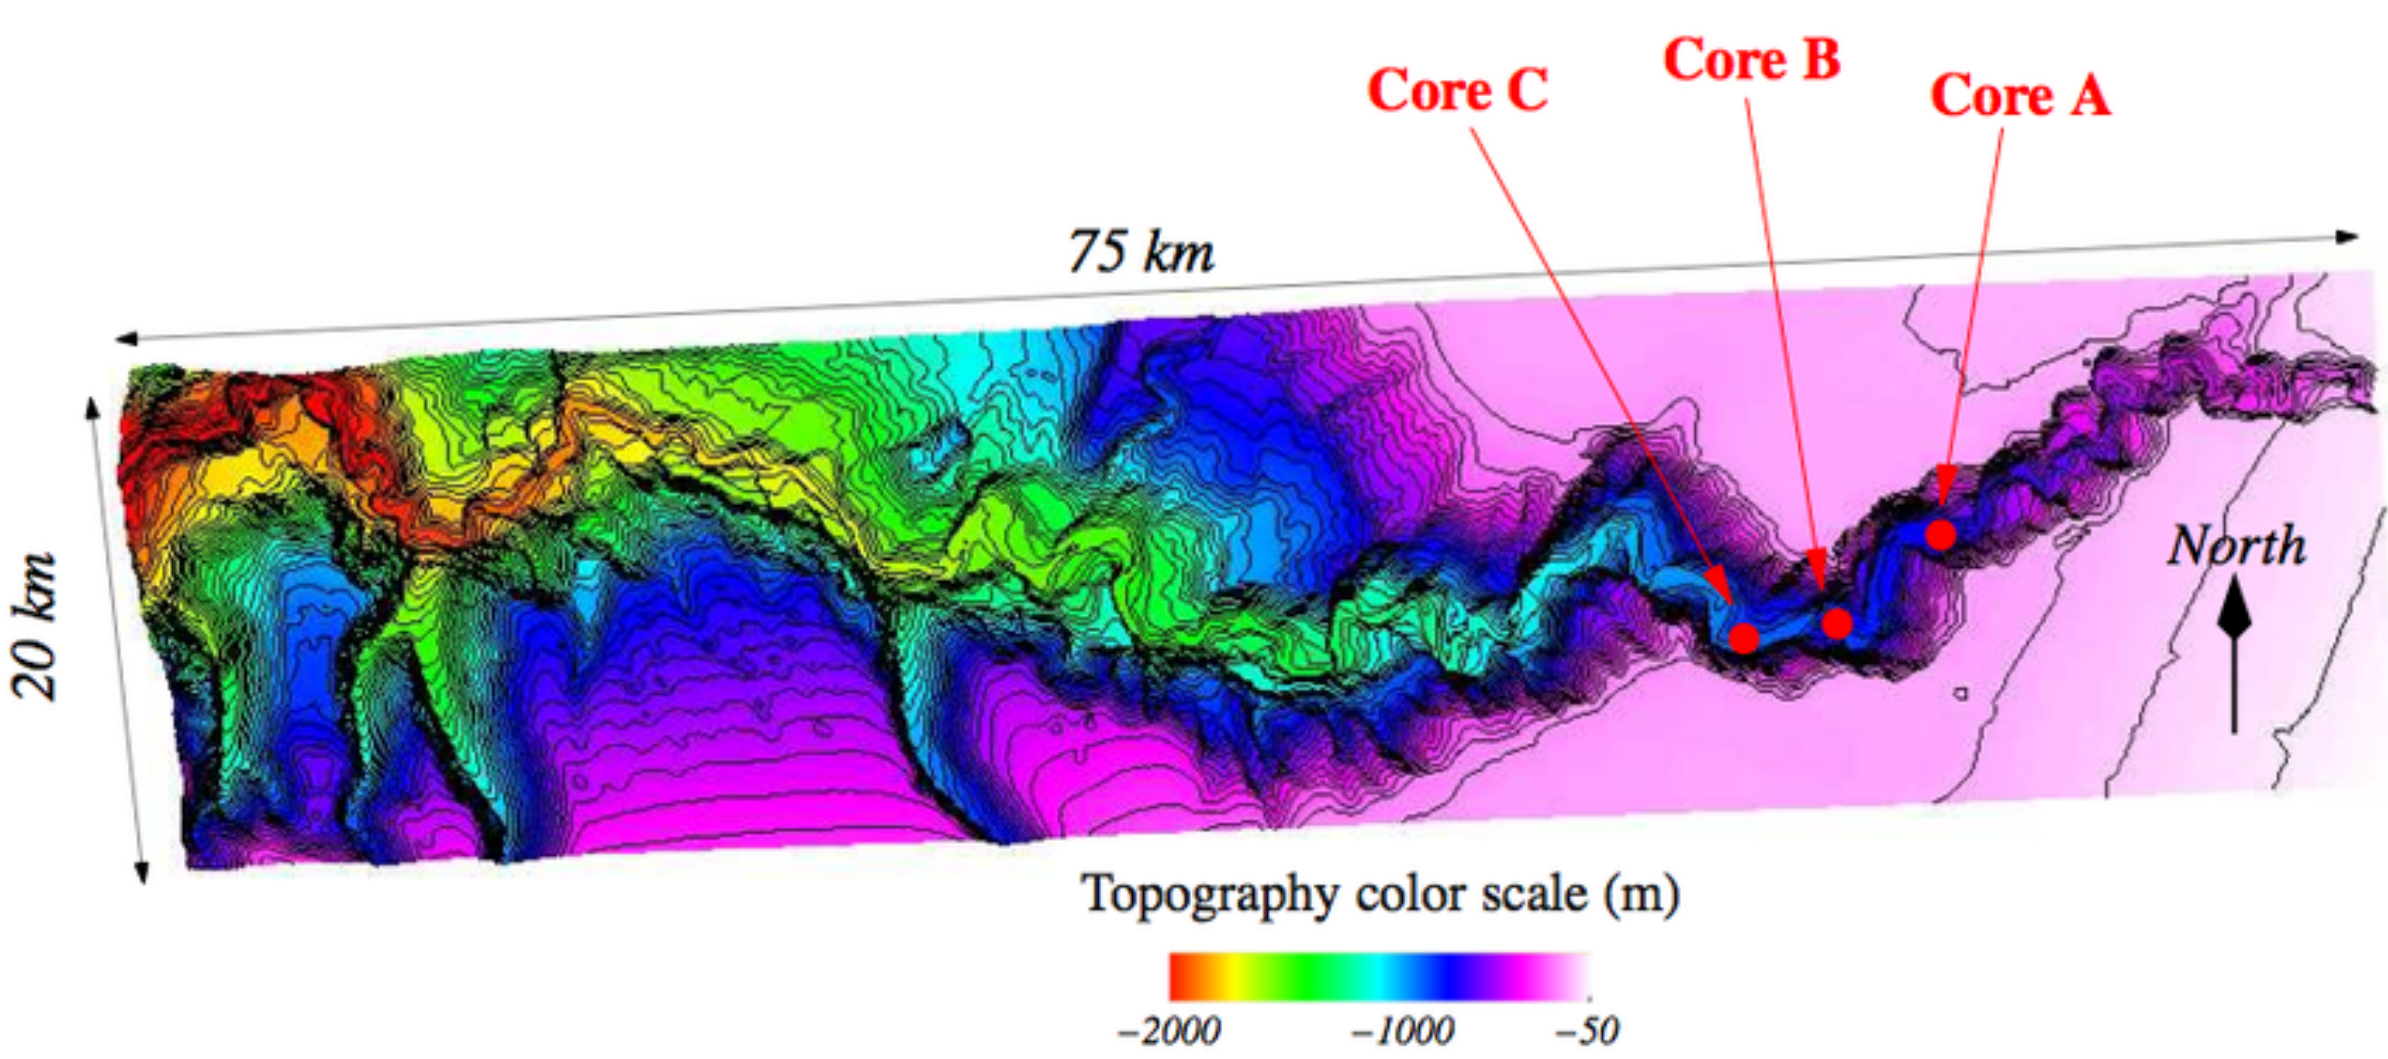 Core B
Core C
Core A
75 km
20 km
North
Topography color scale (m)
−2000
−1000
−50